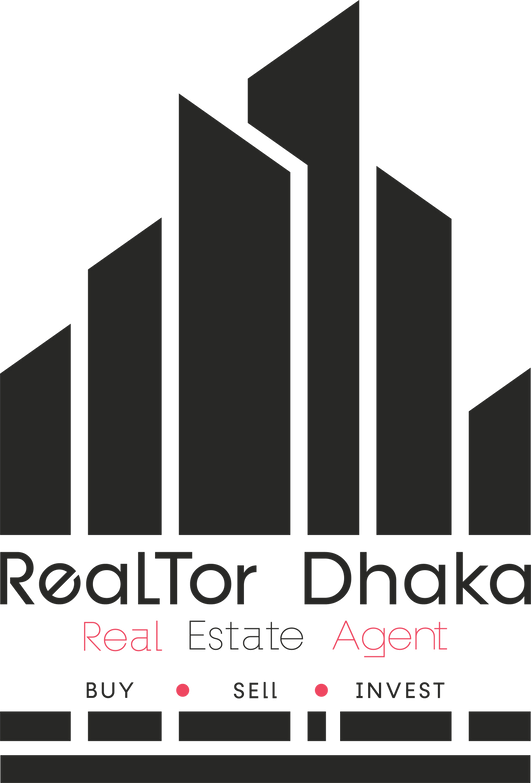 ReaLTor Dhaka
Real Estate Agent
BUY • SEll • INVEST